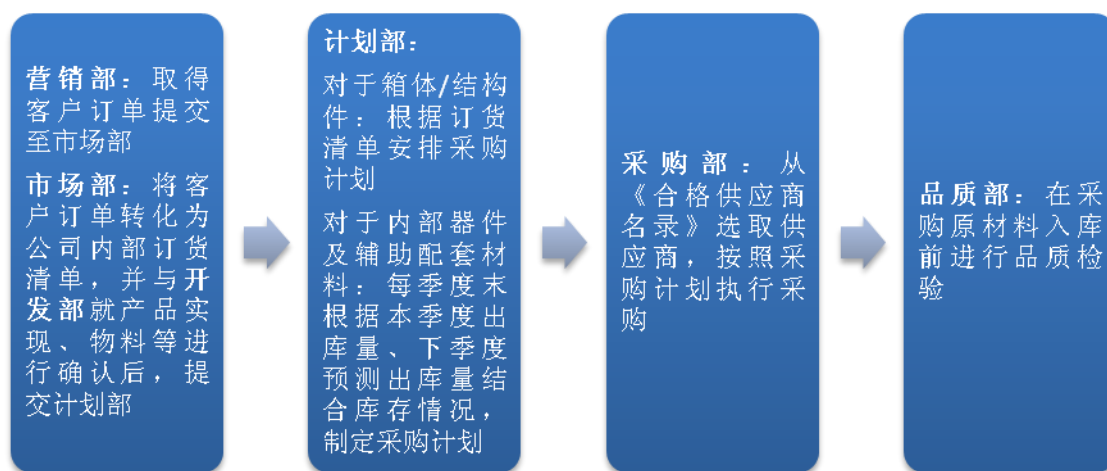 营销部：取得
客户订单提交
至市场部
市场部：将客
户订单转化为
公司内部订货
清单，并与开
发部就产品实
现、物料等进
行确认后，提
交计划部
计划部：
对于箱体/结构
件：根据订货
清单安排采购
计划
对于内部器件
及辅助配套材
料：每季度末
根据本季度出
库量、下季度
预测出库量结
合库存情况，
制定采购计划
采购部：从
《合格供应商
名录》选取供
应商，按照采
购计划执行采
购
品质部：在采
购原材料入库
前进行品质检
验